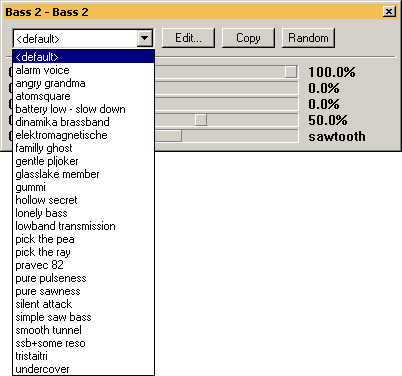 Bass 2 - Bass 2
<default> Edit... Copy Random
<default>
alarm voice
angry grandma
atomsquare
battery low - slow down
dinamika brassband
elektromagnetische
familly ghost
gentle pljoker
glasslake member
gummi
hollow secret
lonely bass
lowband transmission
pick the pea
pick the ray
pravec 82
pure pulseness
pure sawness
silent attack
simple saw bass
smooth tunnel
ssb+some reso
tristaitri
undercover
100.0%
0.0%
0.0%
50.0%
sawtooth